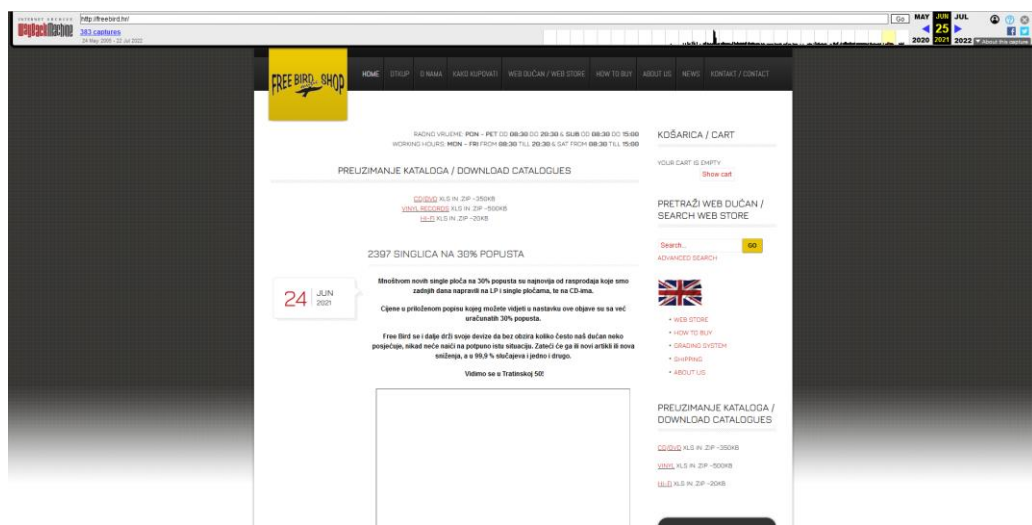 INTERNET ARCHIVE
WayBackMachine
http://freebird.hr/
Go
383 captures
MAY JUN JUL
25
2020 2021 2022
About this capture
FREE BIRD SHOP
HOME OTKUP O NAMA KAKO KUPOVATI WEB DUĆAN / WEB STORE HOW TO BUY ABOUT US NEWS KONTAKT / CONTACT
RADNO VRIJEME: PON - PET OD 08:30 DO 20:30 & SUB OD 08:30 DO 15:00
WORKING HOURS: MON - FRI FROM 08:30 TILL 20:30 & SAT FROM 08:30 TILL 15:00
PREUZIMANJE KATALOGA / DOWNLOAD CATALOGUES
CD/DVD XLS IN .ZIP ~350KB
VINYL RECORDS XLS IN .ZIP ~500KB
HI-FI XLS IN .ZIP ~20KB
2397 SINGLICA NA 30% POPUSTA
24 JUN
2021
Mnoštvom novih single ploča na 30% popusta su najnovija od rasprodaja koje smo
zadnjih dana napravili na LP i single pločama, te na CD-ima.
Cijene u priloženom popisu kojeg možete vidjeti u nastavku ove objave su sa već
uračunatih 30% popusta.
Free Bird se i dalje drži svoje devize da bez obzira koliko često naš dućan neko
posjećuje, nikad neće naići na potpuno istu situaciju. Zateći će ga ili novi artikli ili nova
sniženja, a u 99,9 % slučajeva i jedno i drugo.
Vidimo se u Tratinskoj 50!
KOŠARICA / CART
YOUR CART IS EMPTY
Show cart
PRETRAŽI WEB DUĆAN /
SEARCH WEB STORE
Search...
GO
ADVANCED SEARCH
• WEB STORE
• HOW TO BUY
• GRADING SYSTEM
• SHIPPING
• ABOUT US
PREUZIMANJE KATALOGA /
DOWNLOAD CATALOGUES
CD/DVD XLS IN .ZIP ~350KB
VINYL XLS IN .ZIP ~500KB
HI-FI XLS IN .ZIP ~20KB